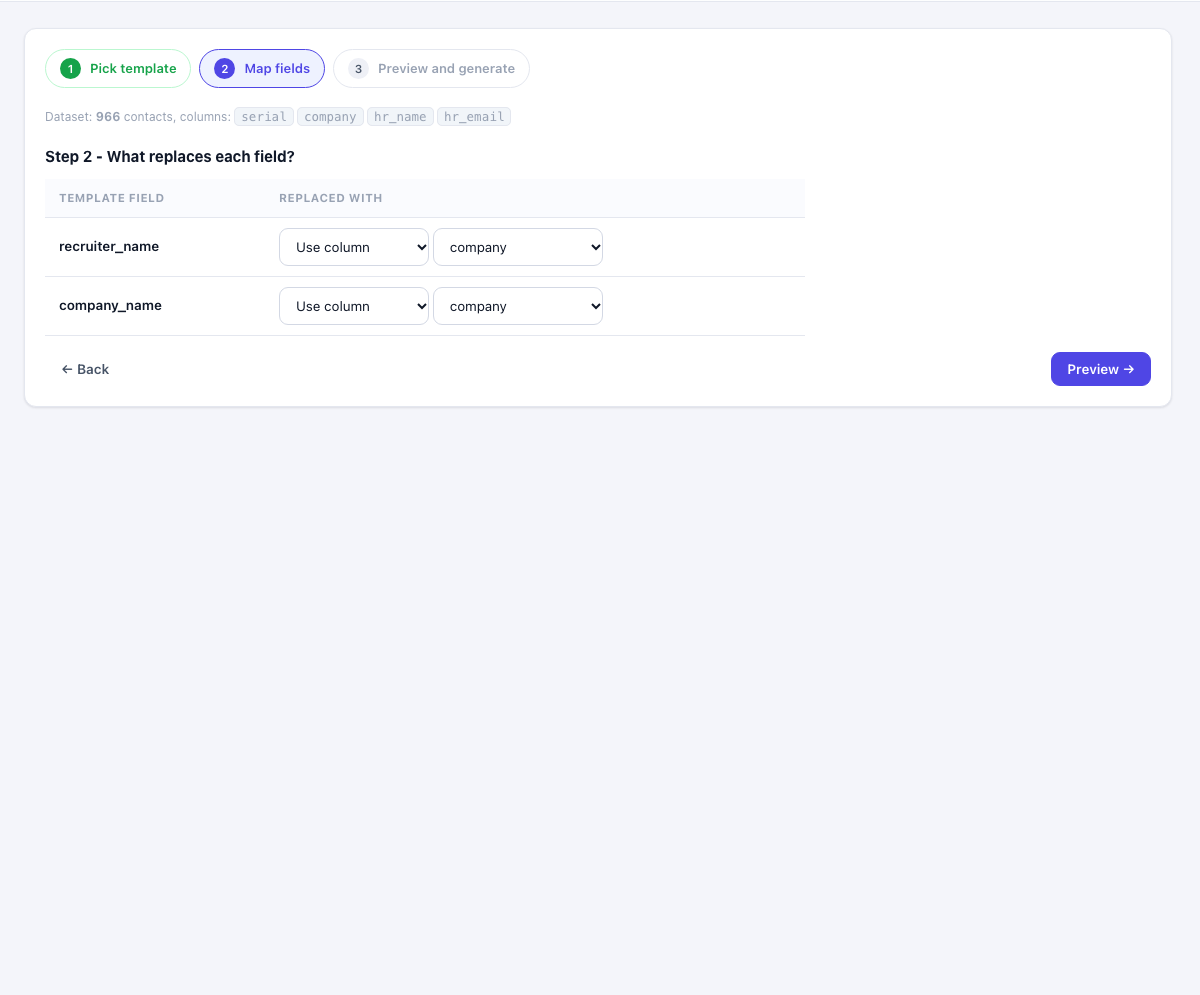 1 Pick template 2 Map fields 3 Preview and generate
Dataset: 966 contacts, columns: serial company hr_name hr_email
Step 2 - What replaces each field?
TEMPLATE FIELD REPLACED WITH
recruiter_name Use column company
company_name Use column company
← Back Preview →